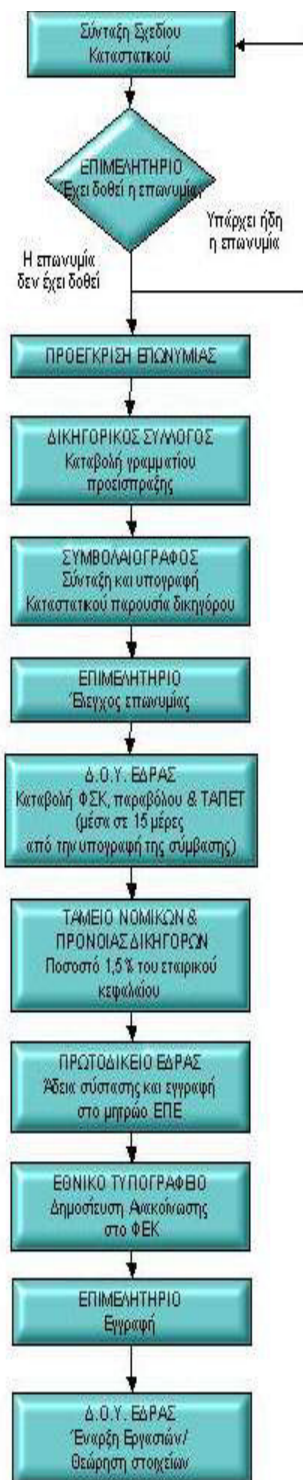 Σύνταξη Σχεδίου
Καταστατικού
ΕΠΙΜΕΛΗΤΗΡΙΟ
Έχει δοθεί η επωνυμία;
Υπάρχει ήδη
η επωνυμία
Η επωνυμία
δεν έχει δοθεί
ΠΡΟΕΓΚΡΙΣΗ ΕΠΩΝΥΜΙΑΣ
ΔΙΚΗΓΟΡΙΚΟΣ ΣΥΛΛΟΓΟΣ
Καταβολή γραμματίου
προείσπραξης
ΣΥΜΒΟΛΑΙΟΓΡΑΦΟΣ
Σύνταξη και υπογραφή
Καταστατικού παρουσία δικηγόρου
ΕΠΙΜΕΛΗΤΗΡΙΟ
Έλεγχος επωνυμίας
Δ.Ο.Υ. ΕΔΡΑΣ
Καταβολή ΦΣΚ, παραβόλου & ΤΑΠΕΤ
(μέσα σε 15 μέρες
από την υπογραφή της σύμβασης)
ΤΑΜΕΙΟ ΝΟΜΙΚΩΝ &
ΠΡΟΝΟΙΑΣ ΔΙΚΗΓΟΡΩΝ
Ποσοστό 1,5% του εταιρικού
κεφαλαίου
ΠΡΩΤΟΔΙΚΕΙΟ ΕΔΡΑΣ
Άδεια σύστασης και εγγραφή
στο μητρώο ΕΠΕ
ΕΘΝΙΚΟ ΤΥΠΟΓΡΑΦΕΙΟ
Δημοσίευση Ανακοίνωσης
στο ΦΕΚ
ΕΠΙΜΕΛΗΤΗΡΙΟ
Εγγραφή
Δ.Ο.Υ. ΕΔΡΑΣ
Έναρξη Εργασιών/
Θεώρηση στοιχείων